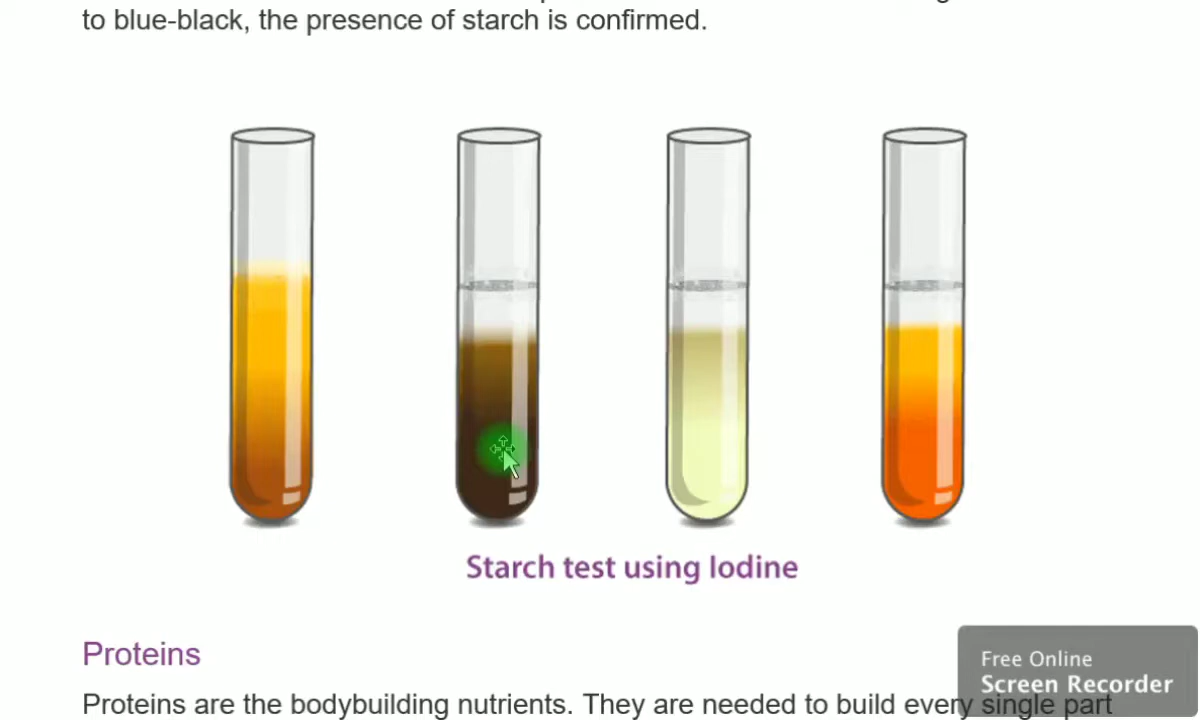 to blue-black, the presence of starch is confirmed.
Starch test using Iodine
Proteins
Proteins are the bodybuilding nutrients. They are needed to build every single part
Free Online
Screen Recorder